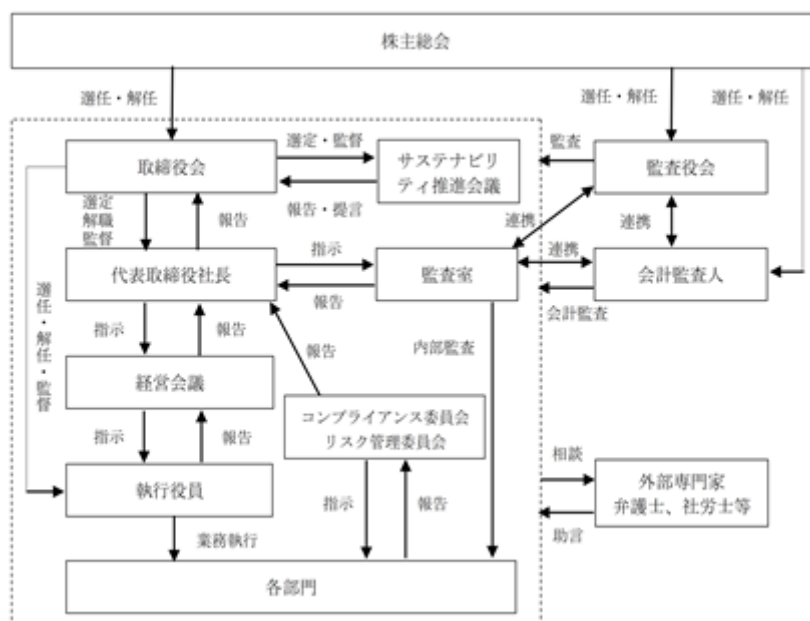 株主総会
選任・解任
選任・解任
選任・解任
取締役会
選定・監督
サステナビリ
ティ推進会議
監査
監査役会
報告・提言
選定
解職
監督
報告
連携
連携
代表取締役社長
指示
監査室
連携
会計監査人
報告
会計監査
選任・解任・監督
指示
報告
報告
内部監査
経営会議
コンプライアンス委員会
リスク管理委員会
指示
報告
相談
執行役員
外部専門家
弁護士、社労士等
指示
報告
業務執行
助言
各部門